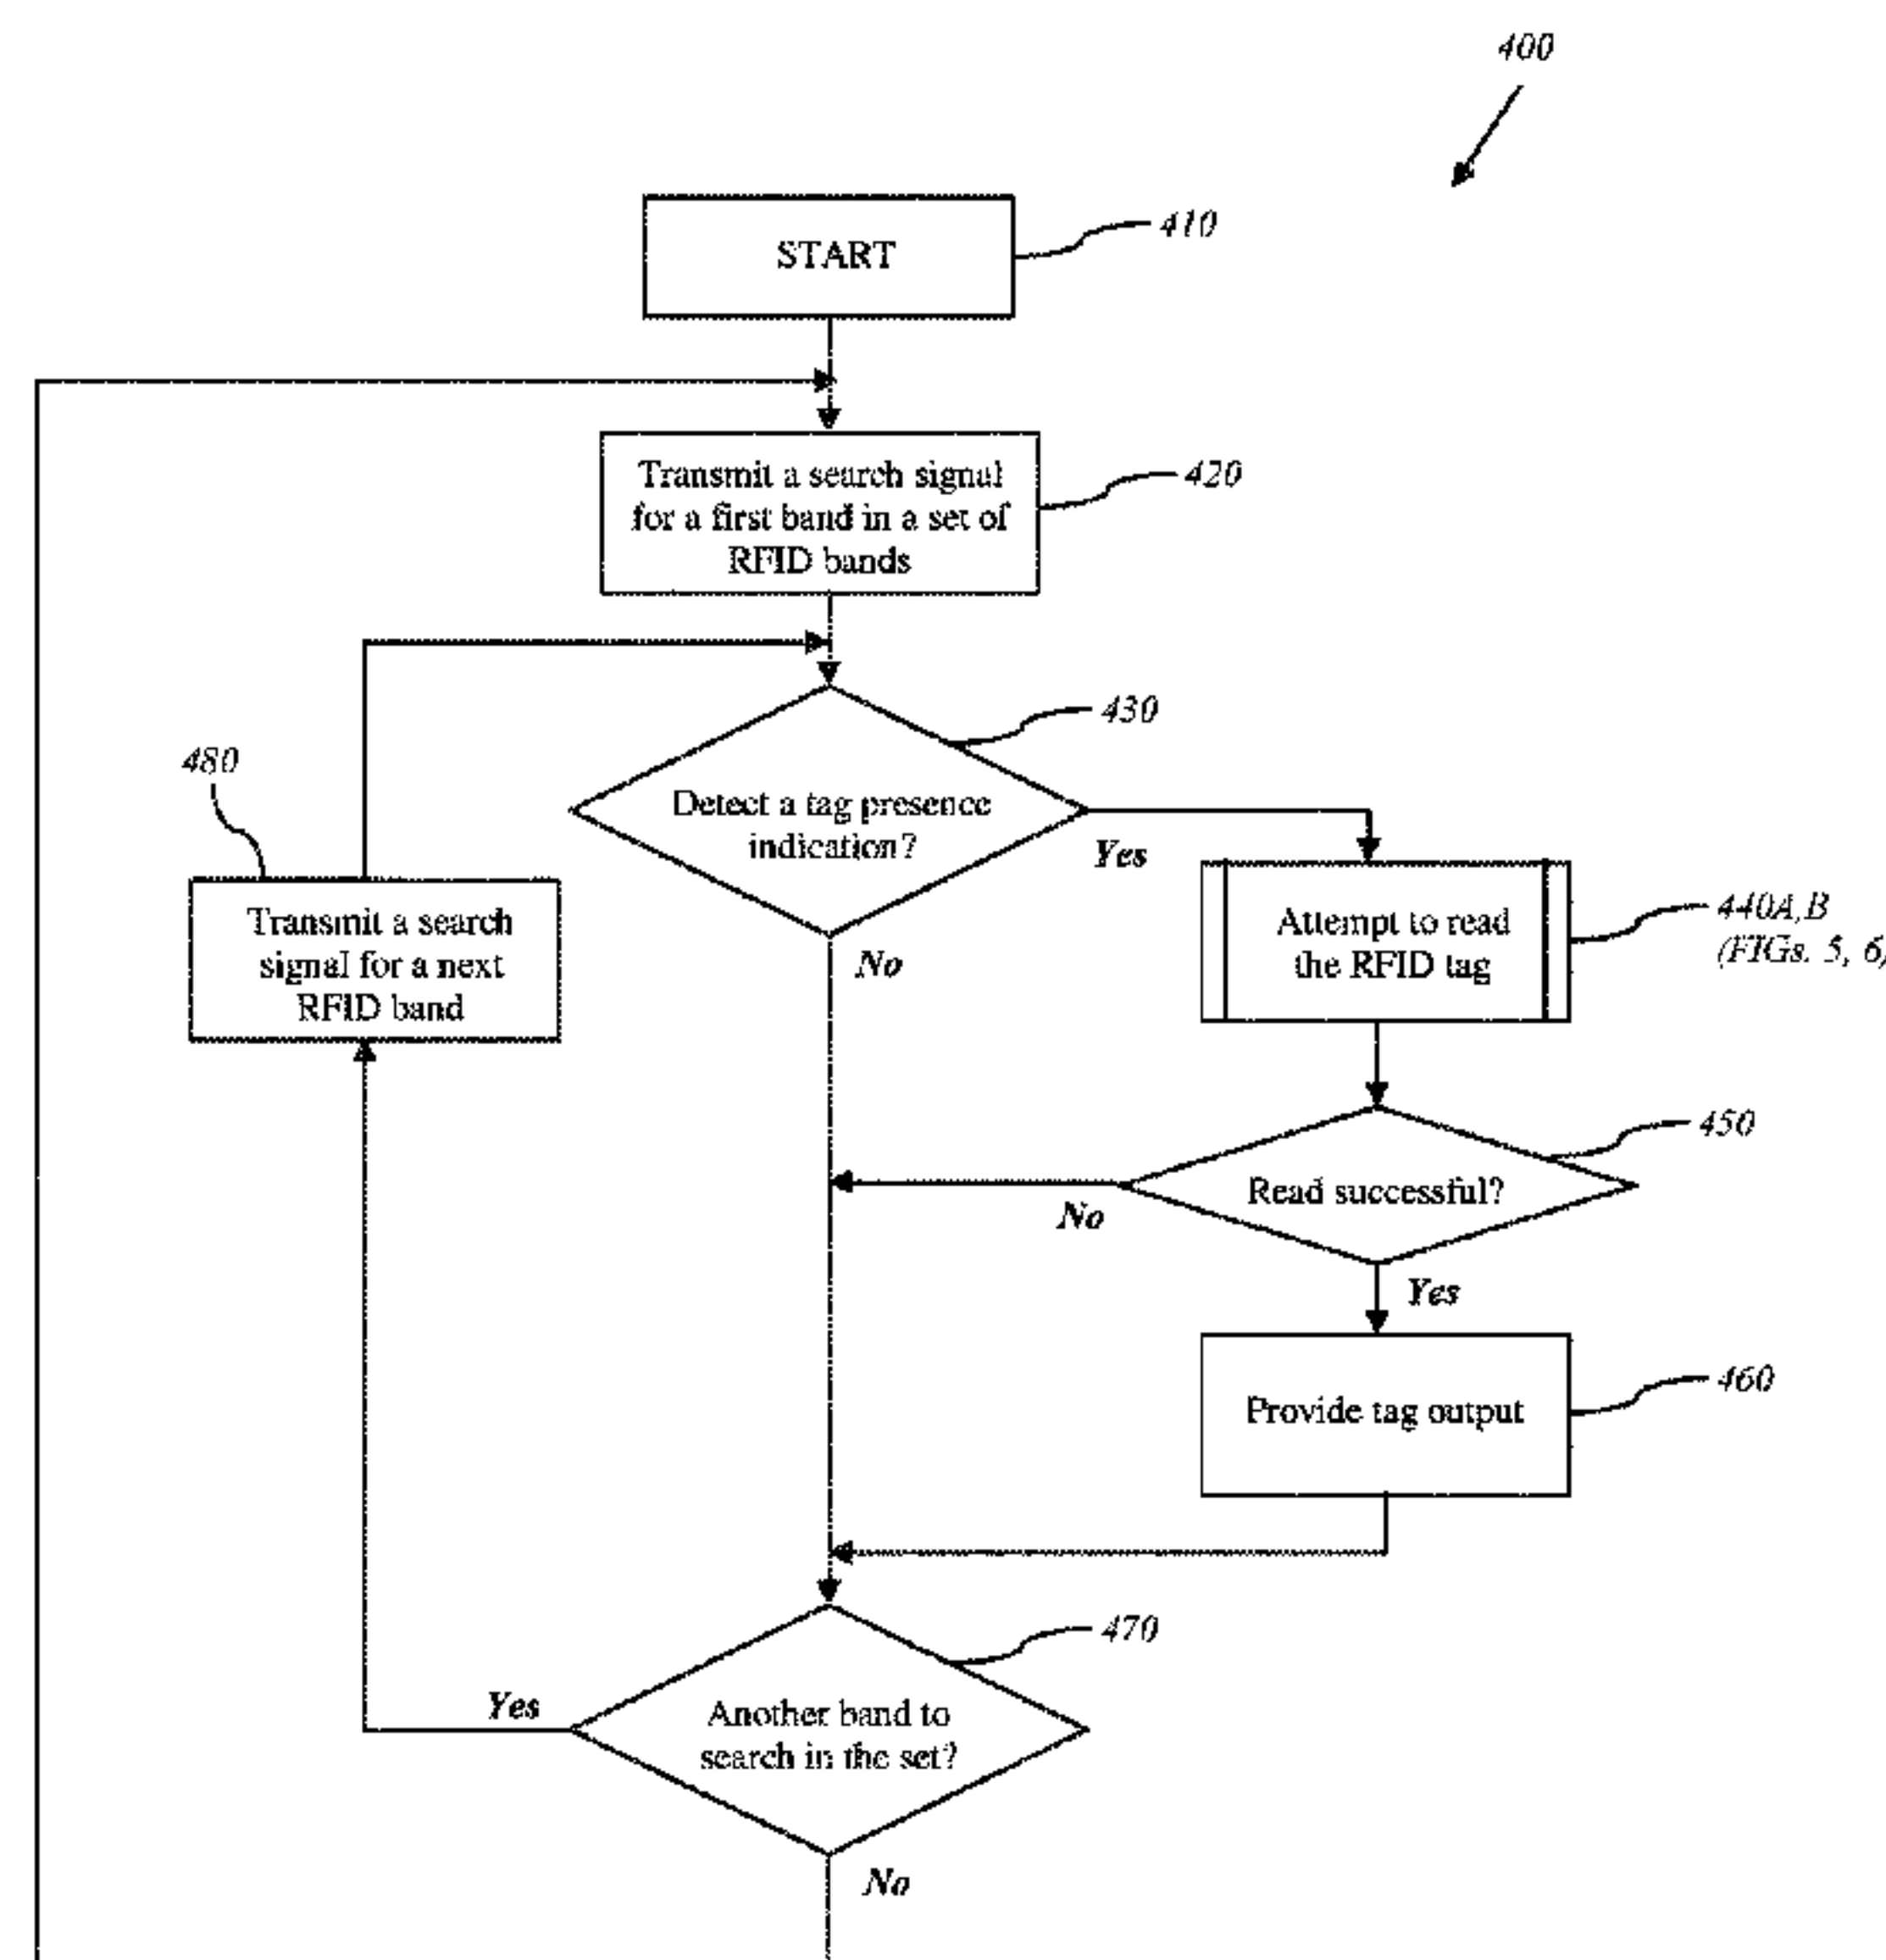 400
START
410
Transmit a search signal
for a first band in a set of
RFID bands
420
Detect a tag presence
indication?
430
Yes
No
480
Transmit a search
signal for a next
RFID band
Attempt to read
the RFID tag
440A,B
(FIGs. 5, 6)
Read successful?
450
No
Yes
Provide tag output
460
Another band to
search in the set?
470
Yes
No